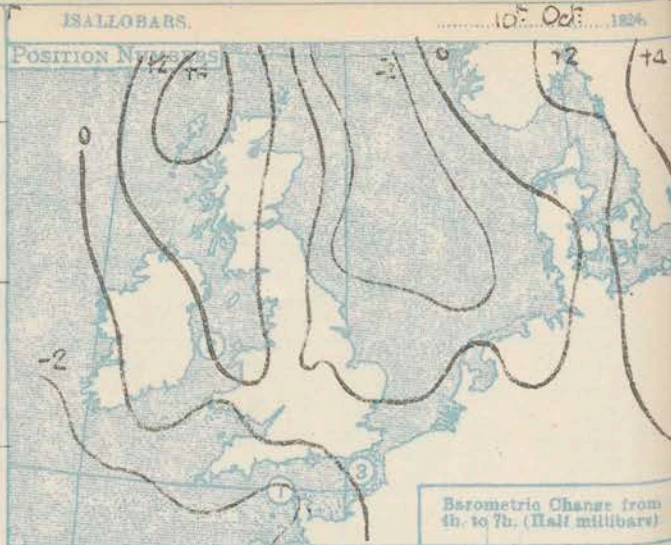 ISALLOBARS. 10th Oct. 1924.
POSITION NUMBERS
+2 +4 -2 0 +2 +4
0
-2
3
1
Barometric Change from
4h. to 7h. (Half millibars)